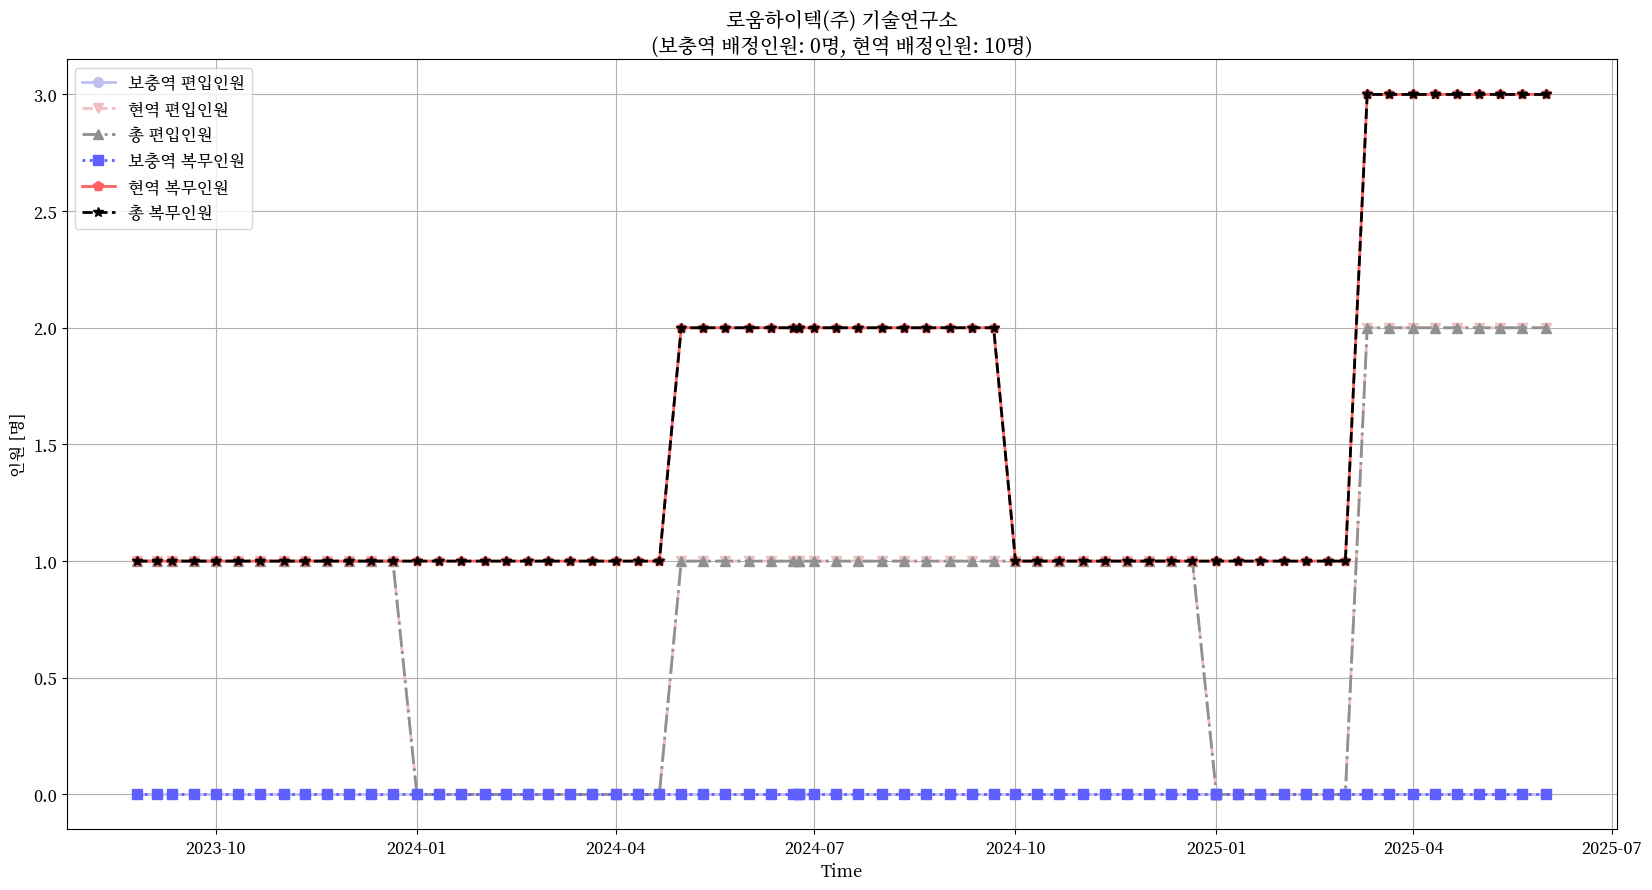 로움하이텍(주) 기술연구소
(보충역 배정인원: 0명, 현역 배정인원: 10명)
보충역 편입인원
현역 편입인원
총 편입인원
보충역 복무인원
현역 복무인원
총 복무인원
3.0
2.5
2.0
1.5
1.0
0.5
0.0
인원 [명]
2023-10
2024-01
2024-04
2024-07
2024-10
2025-01
2025-04
2025-07
Time